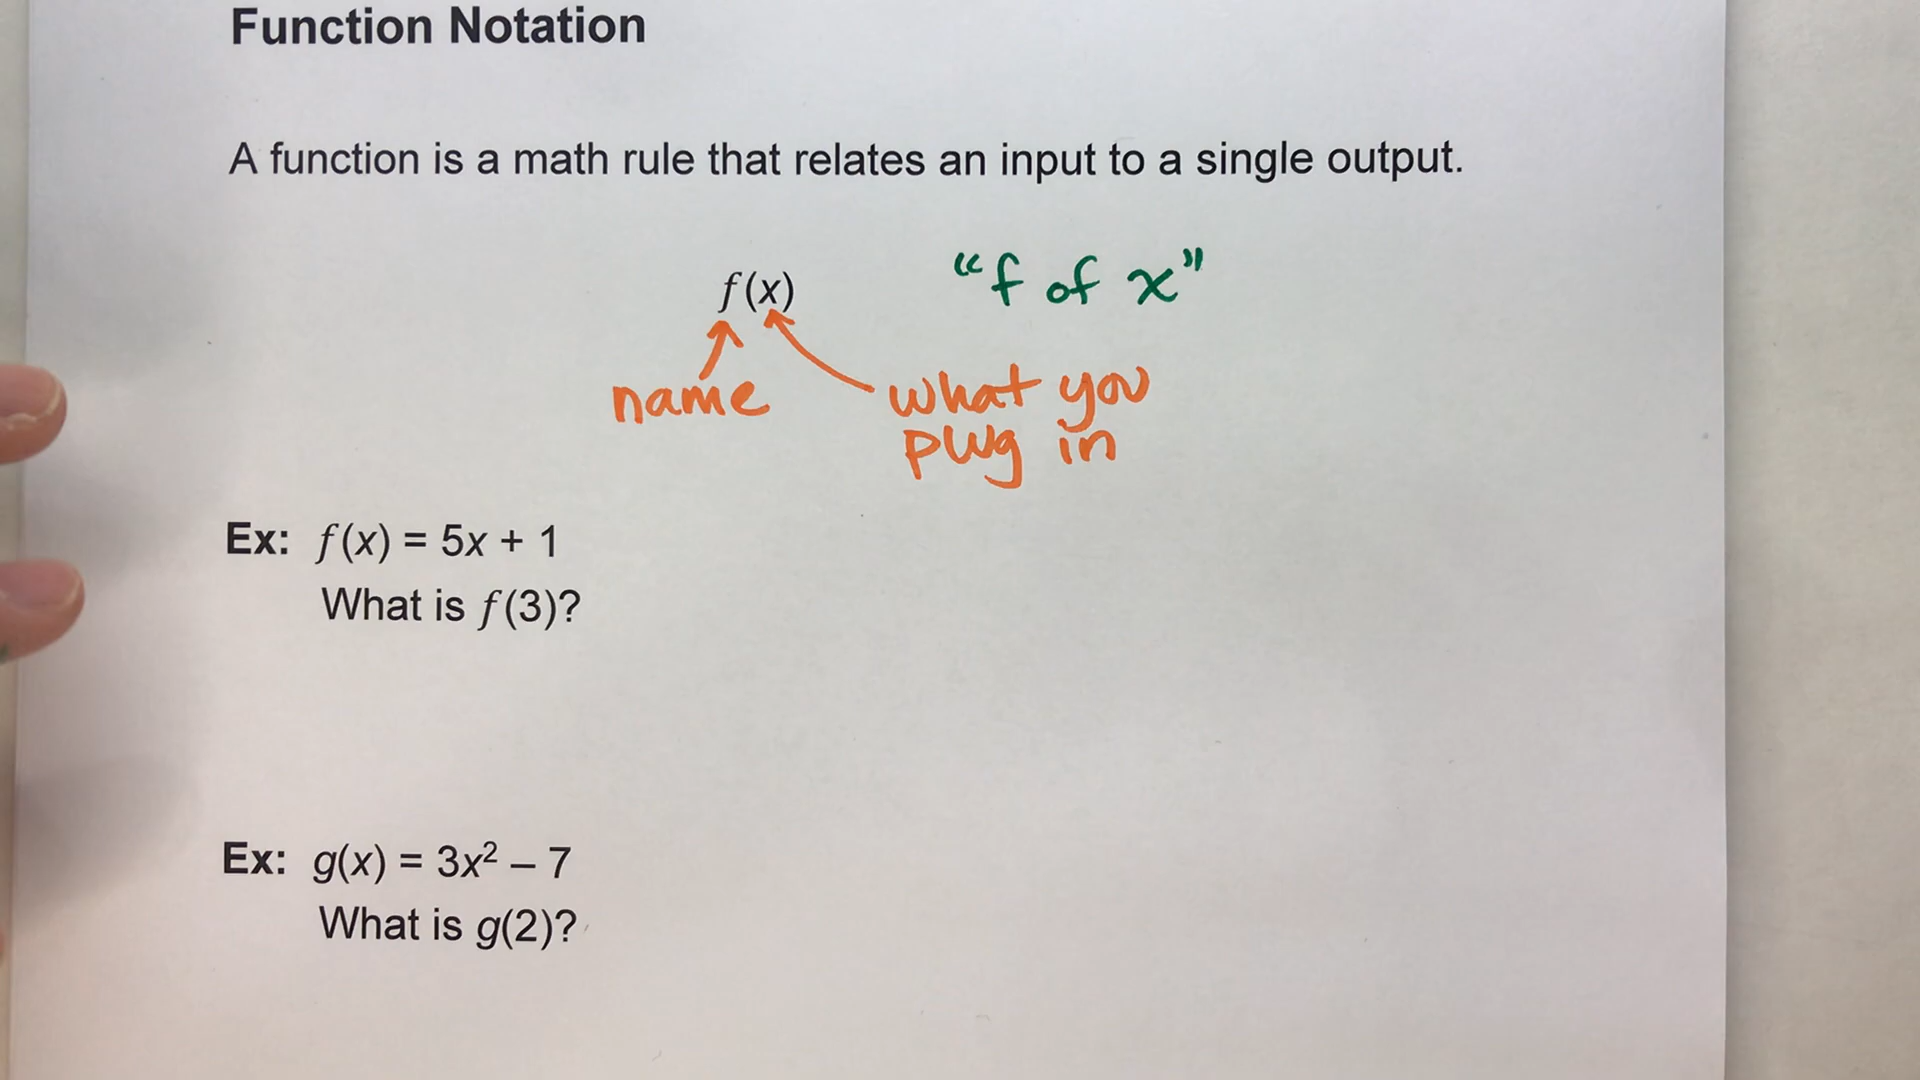 Function Notation
A function is a math rule that relates an input to a single output.
f(x) "f of x"
name what you
plug in
Ex: f(x) = 5x + 1
What is f(3)?
Ex: g(x) = 3x² – 7
What is g(2)?